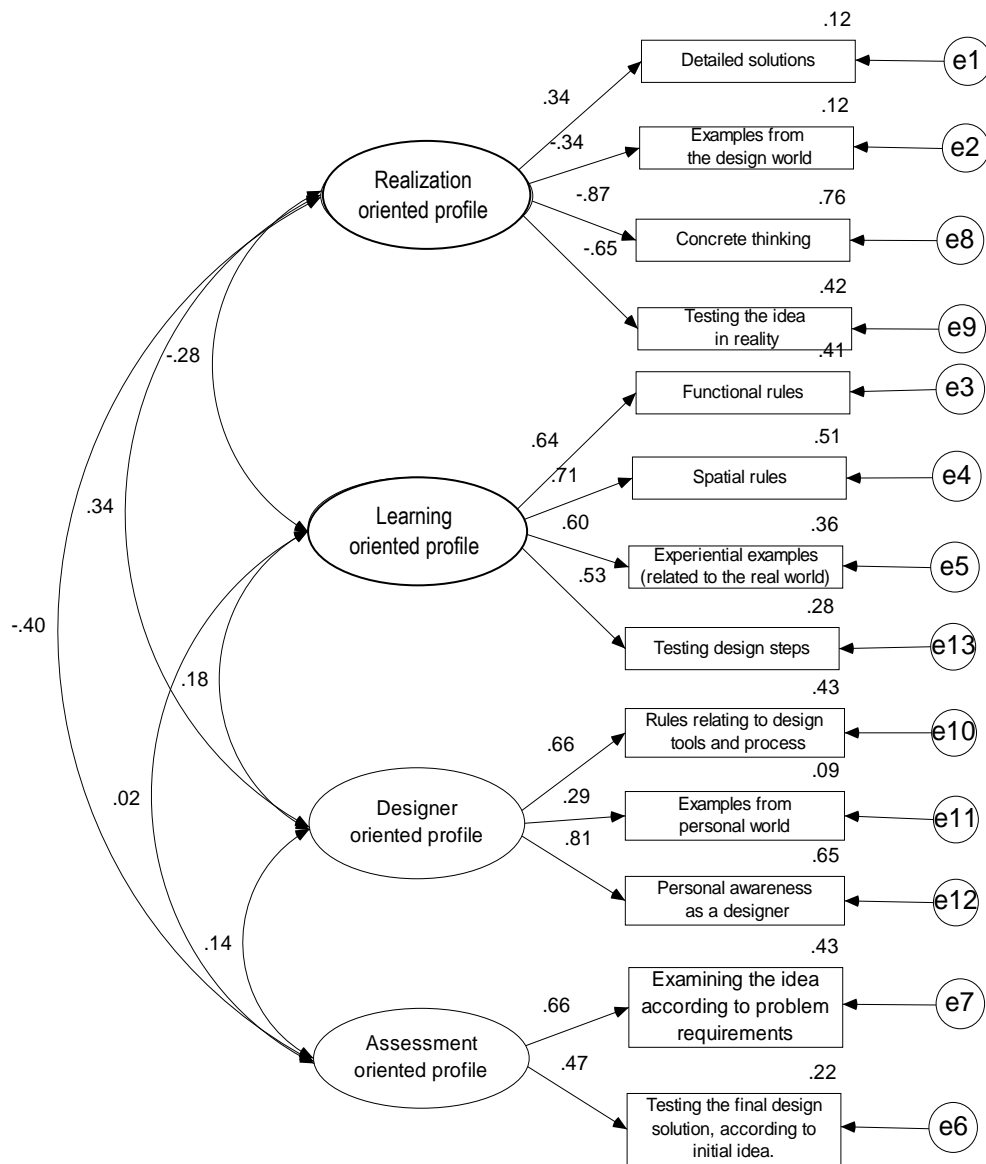 .12
Detailed solutions
e1
.34
.12
Examples from
the design world
e2
-.34
Realization
oriented profile
-.87
.76
Concrete thinking
e8
-.65
.42
Testing the idea
in reality
e9
-.28
.41
Functional rules
e3
.64
.51
.71
Spatial rules
e4
.34
Learning
oriented profile
.60
.36
Experiential examples
(related to the real world)
e5
.53
.28
Testing design steps
e13
-.40
.18
.43
Rules relating to design
tools and process
e10
.66
.02
.29
.09
Examples from
personal world
e11
Designer
oriented profile
.81
.65
Personal awareness
as a designer
e12
.14
.43
Examining the idea
according to problem
requirements
e7
.66
Assessment
oriented profile
.47
.22
Testing the final design
solution, according to
initial idea.
e6